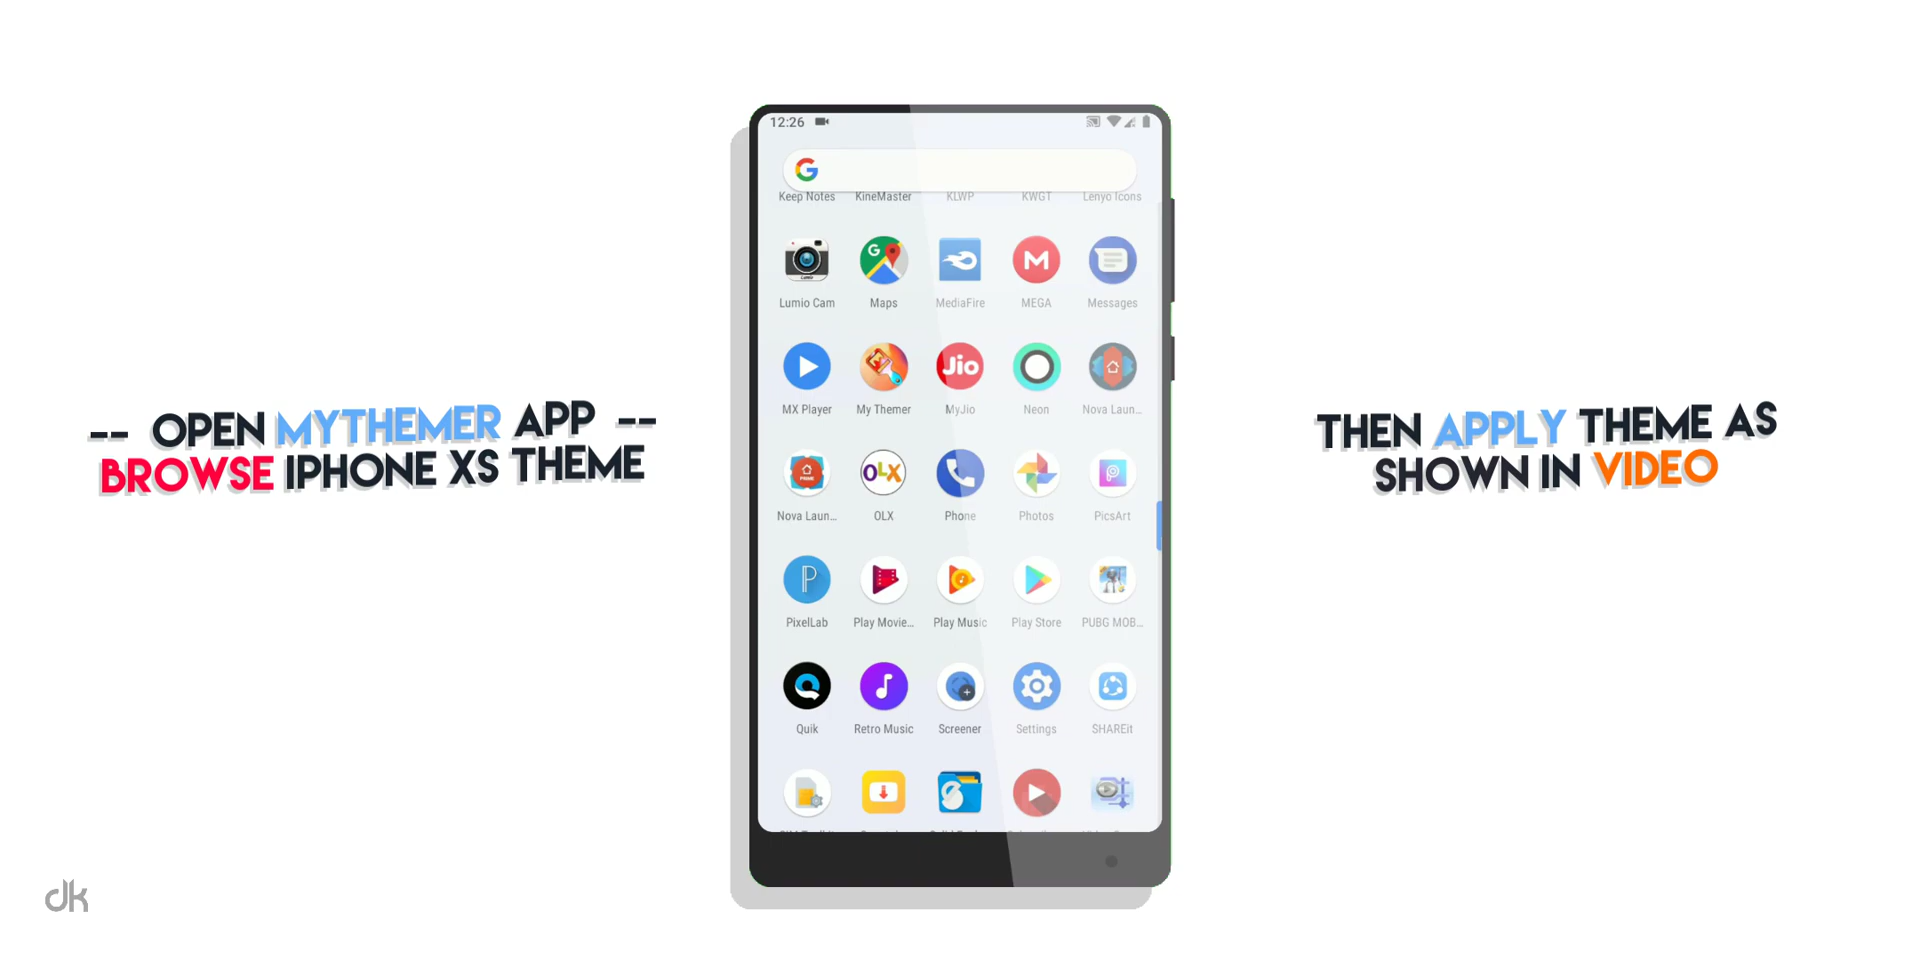 12:26
Keep Notes KineMaster KLWP KWGT Lenyo Icons
Lumio Cam Maps MediaFire MEGA Messages
Jio
MX Player My Themer MyJio Neon Nova Laun...
PRIME OLX
Nova Laun... OLX Phone Photos PicsArt
PixelLab Play Movie... Play Music Play Store PUBG MOB...
Quik Retro Music Screener Settings SHAREit
-- OPEN MYTHEMER APP --
BROWSE IPHONE XS THEME
THEN APPLY THEME AS
SHOWN IN VIDEO
dk